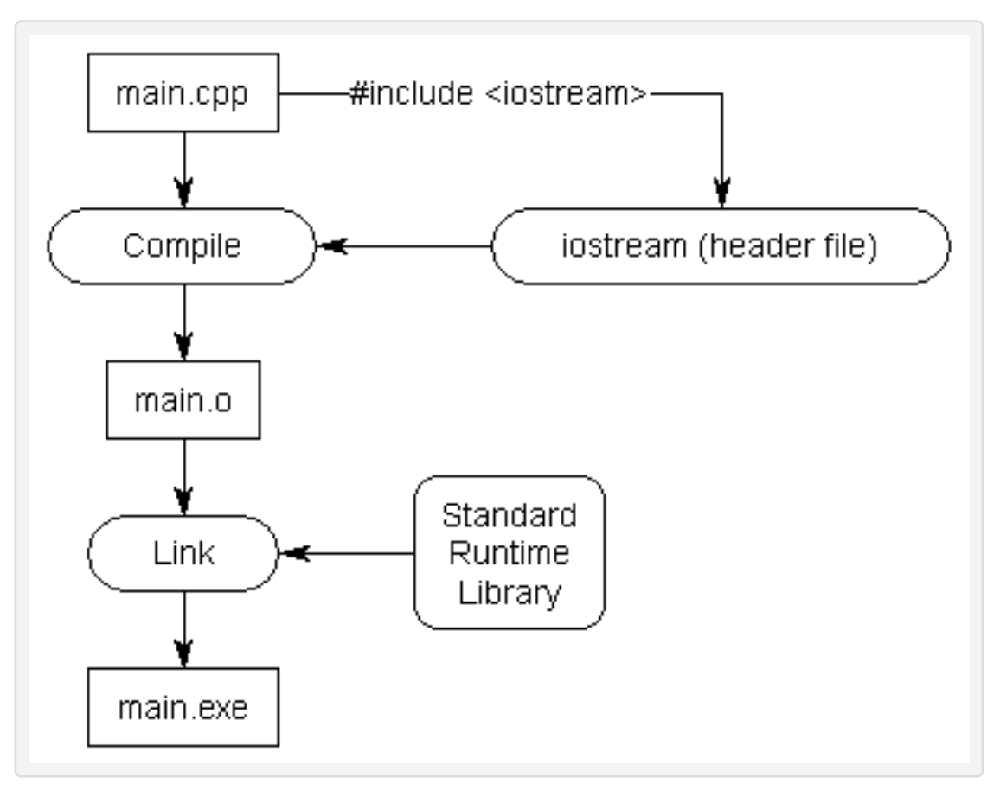 main.cpp
#include <iostream>
Compile
iostream (header file)
main.o
Standard
Runtime
Library
Link
main.exe